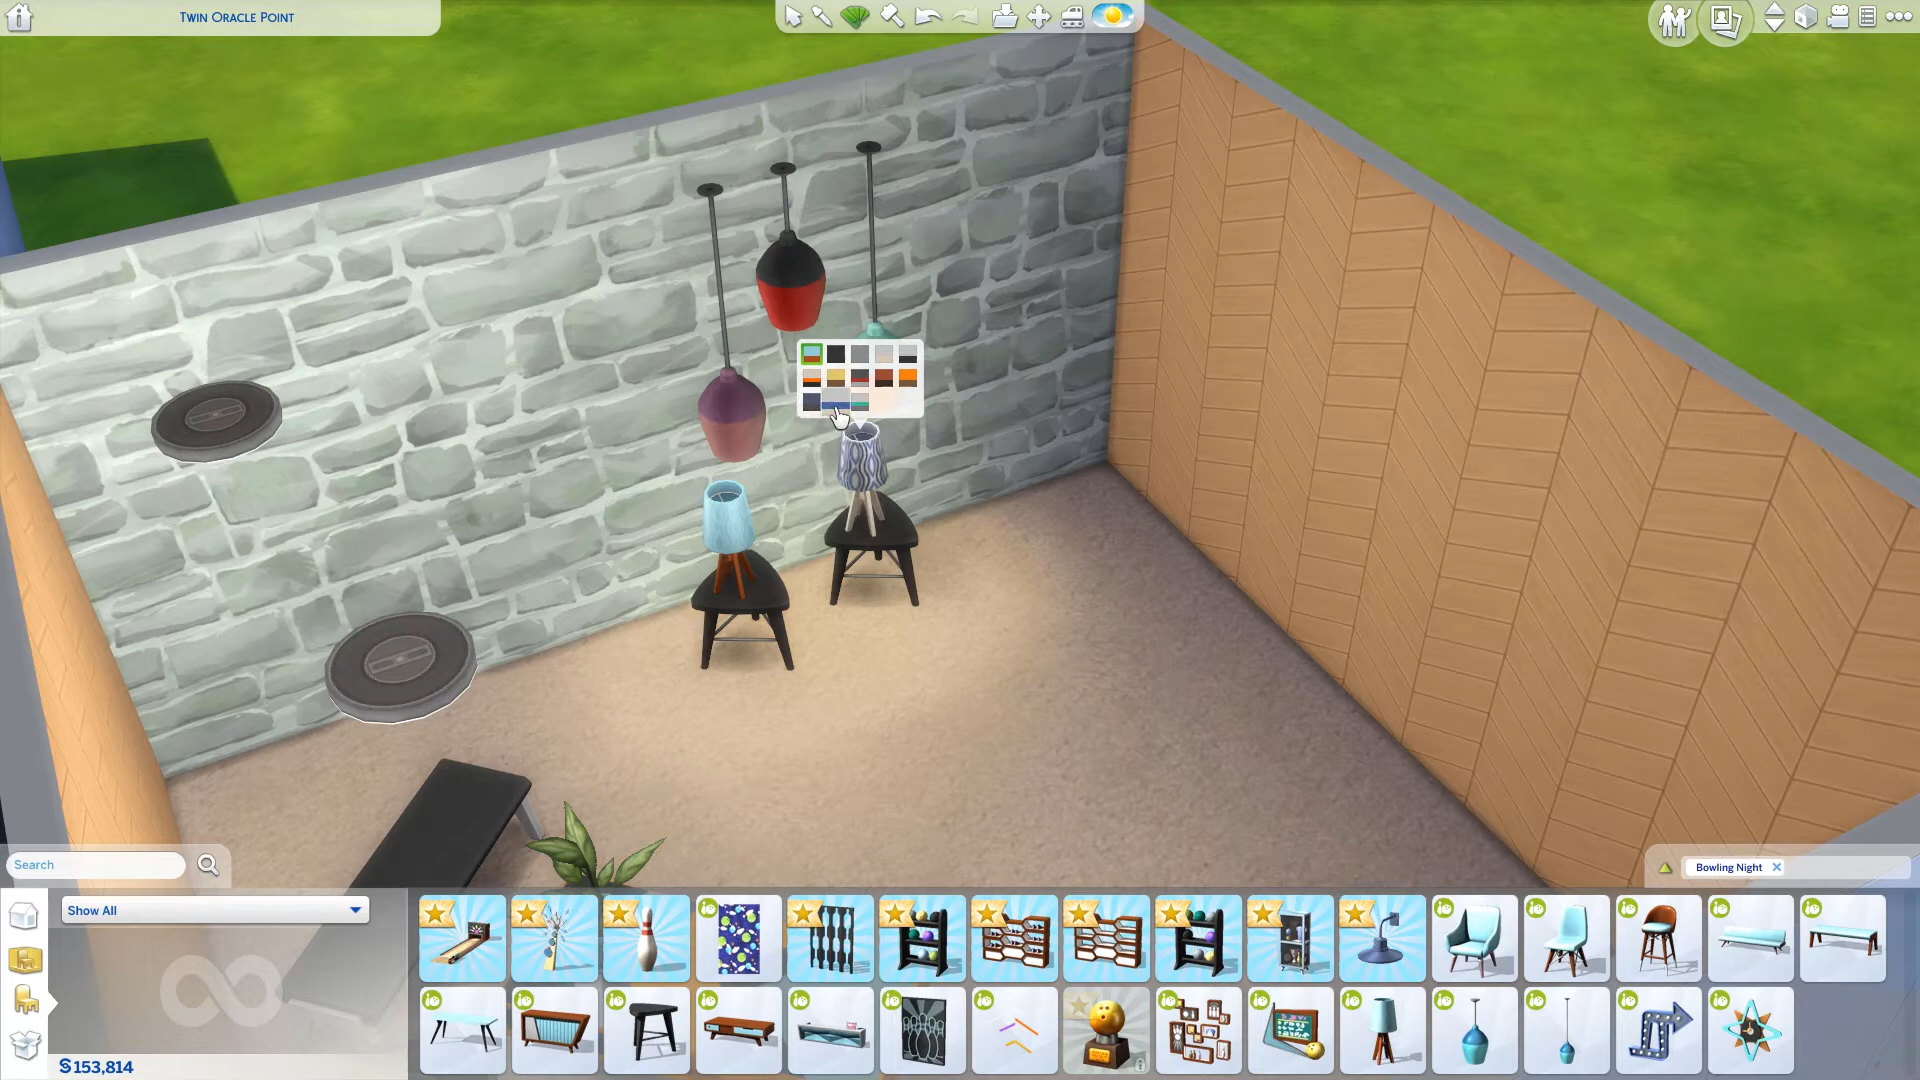 Twin Oracle Point
Search
Bowling Night
Show All
§153,814